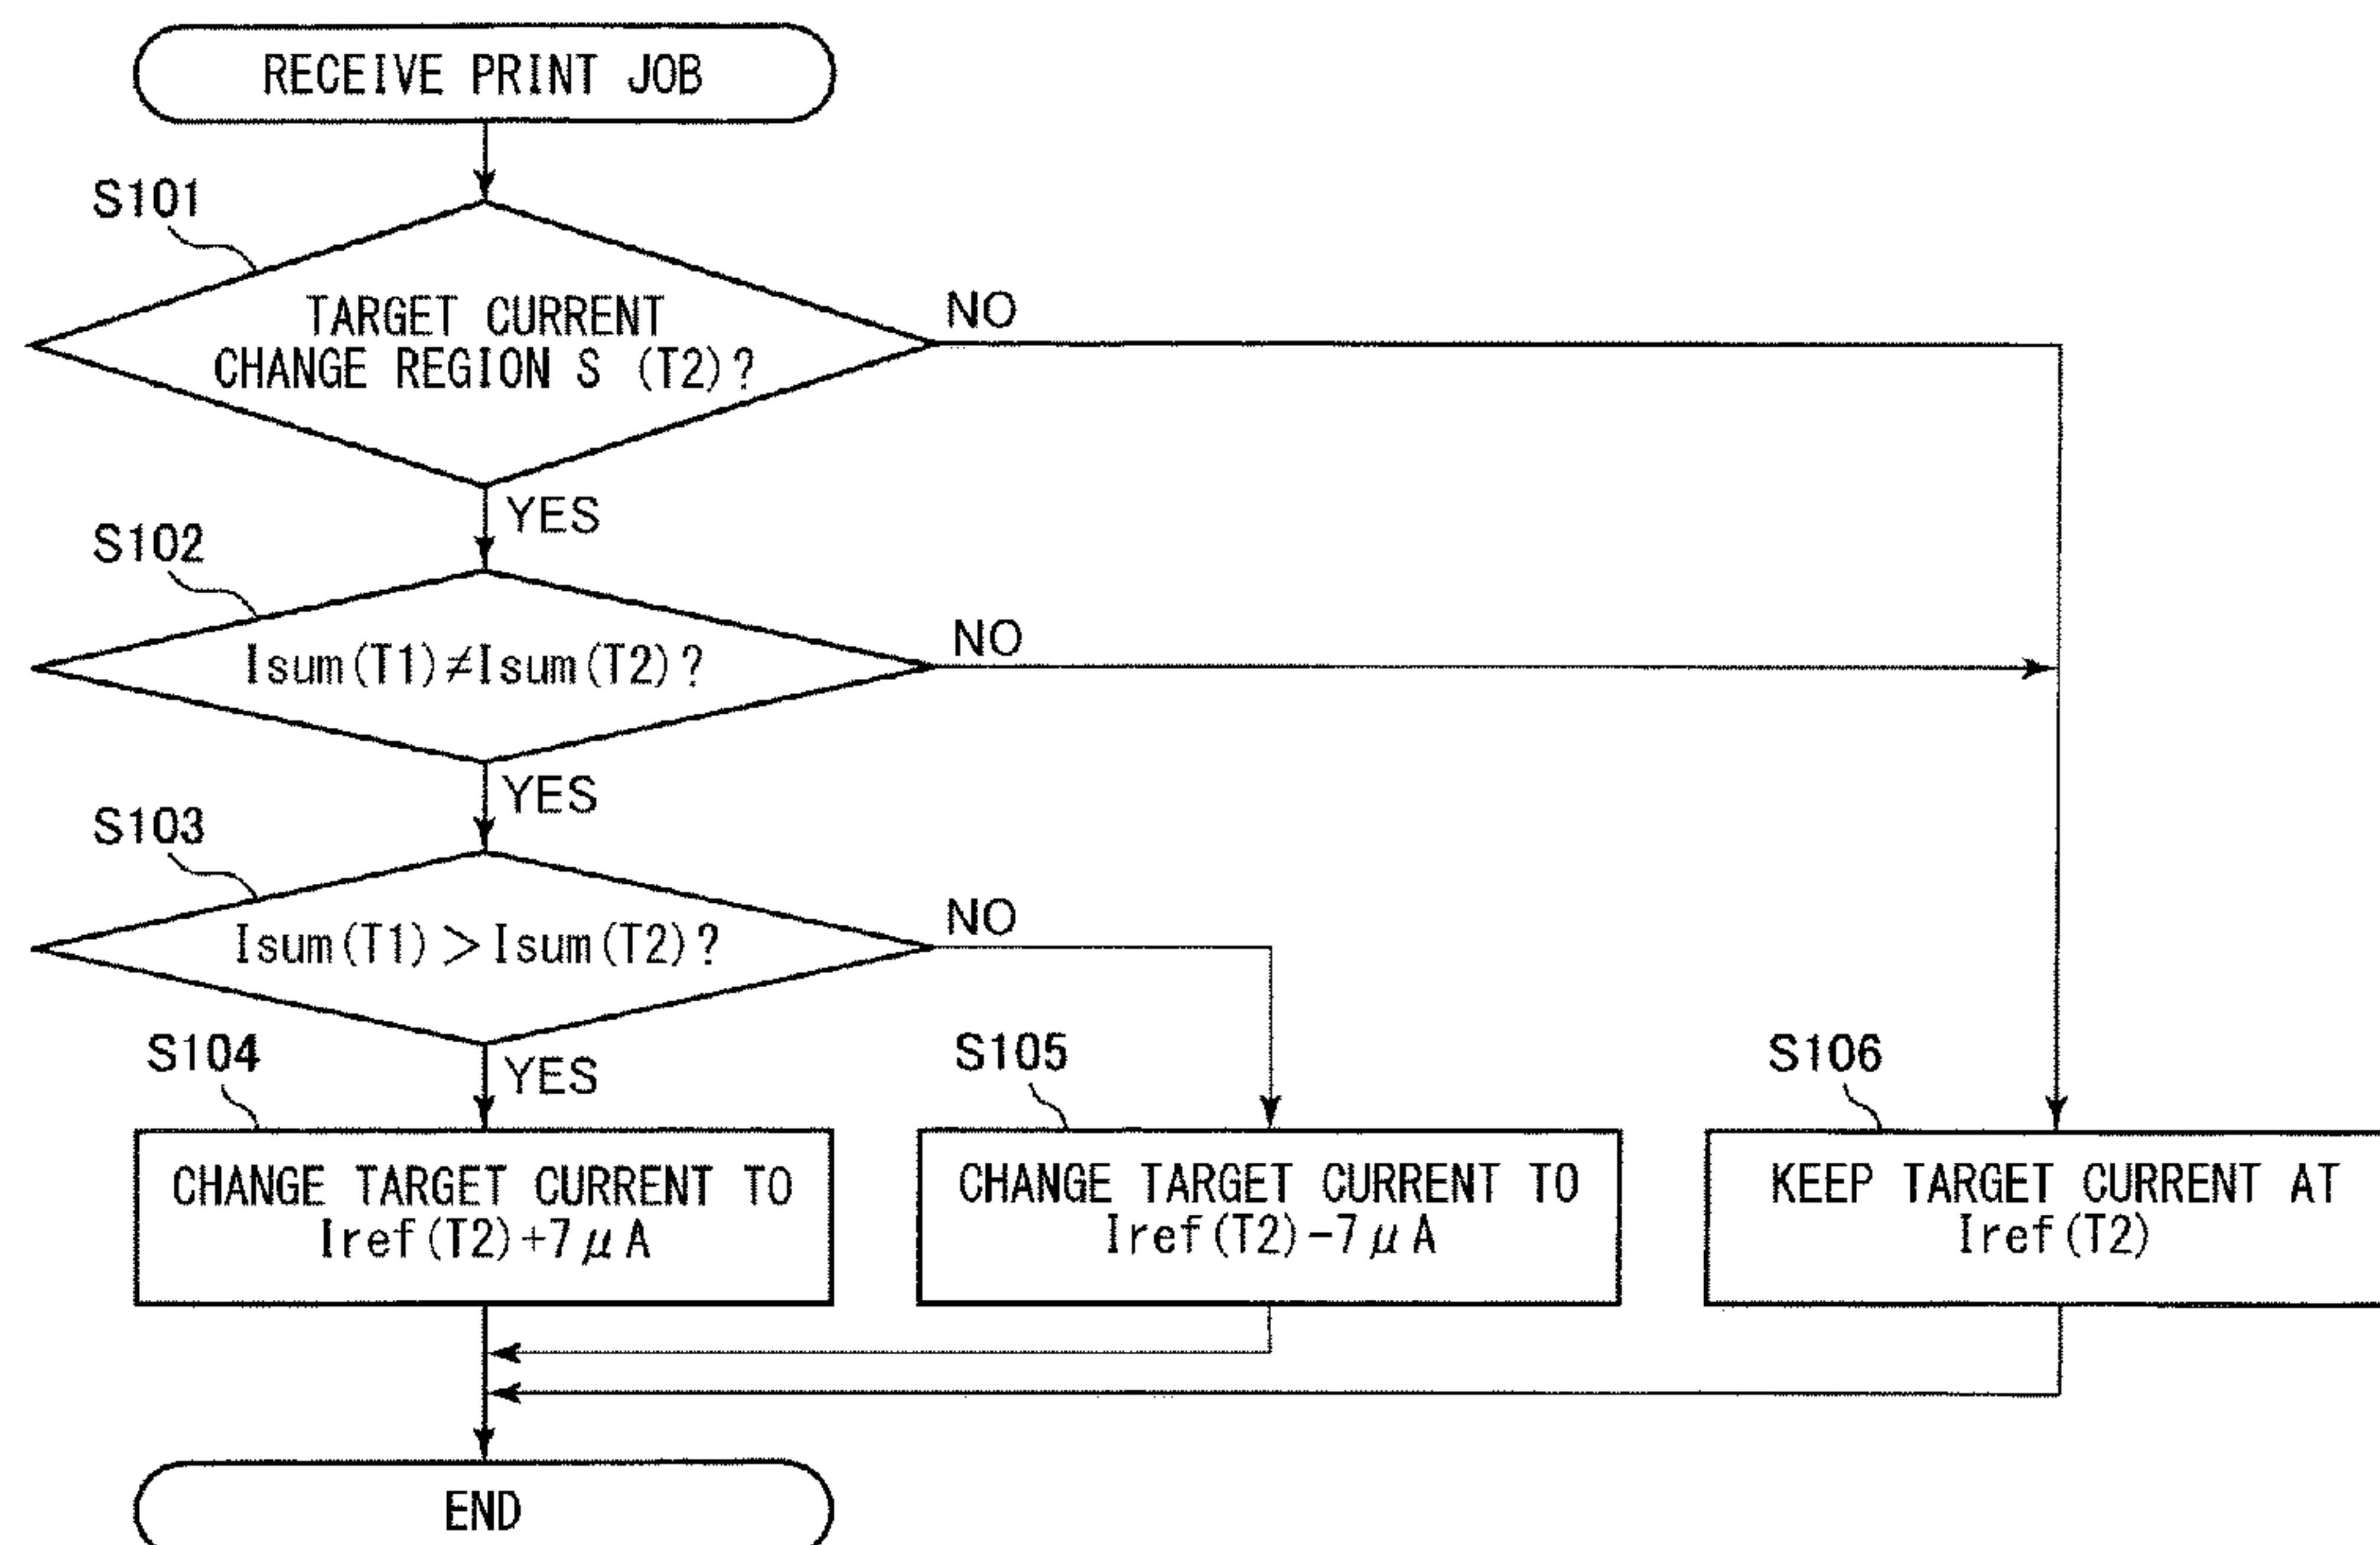 RECEIVE PRINT JOB
S101
TARGET CURRENT
CHANGE REGION S (T2)?
NO
YES
S102
Isum(T1)≠Isum(T2)?
NO
YES
S103
Isum(T1)>Isum(T2)?
NO
YES
S104
CHANGE TARGET CURRENT TO
Iref(T2)+7μA
S105
CHANGE TARGET CURRENT TO
Iref(T2)-7μA
S106
KEEP TARGET CURRENT AT
Iref(T2)
END